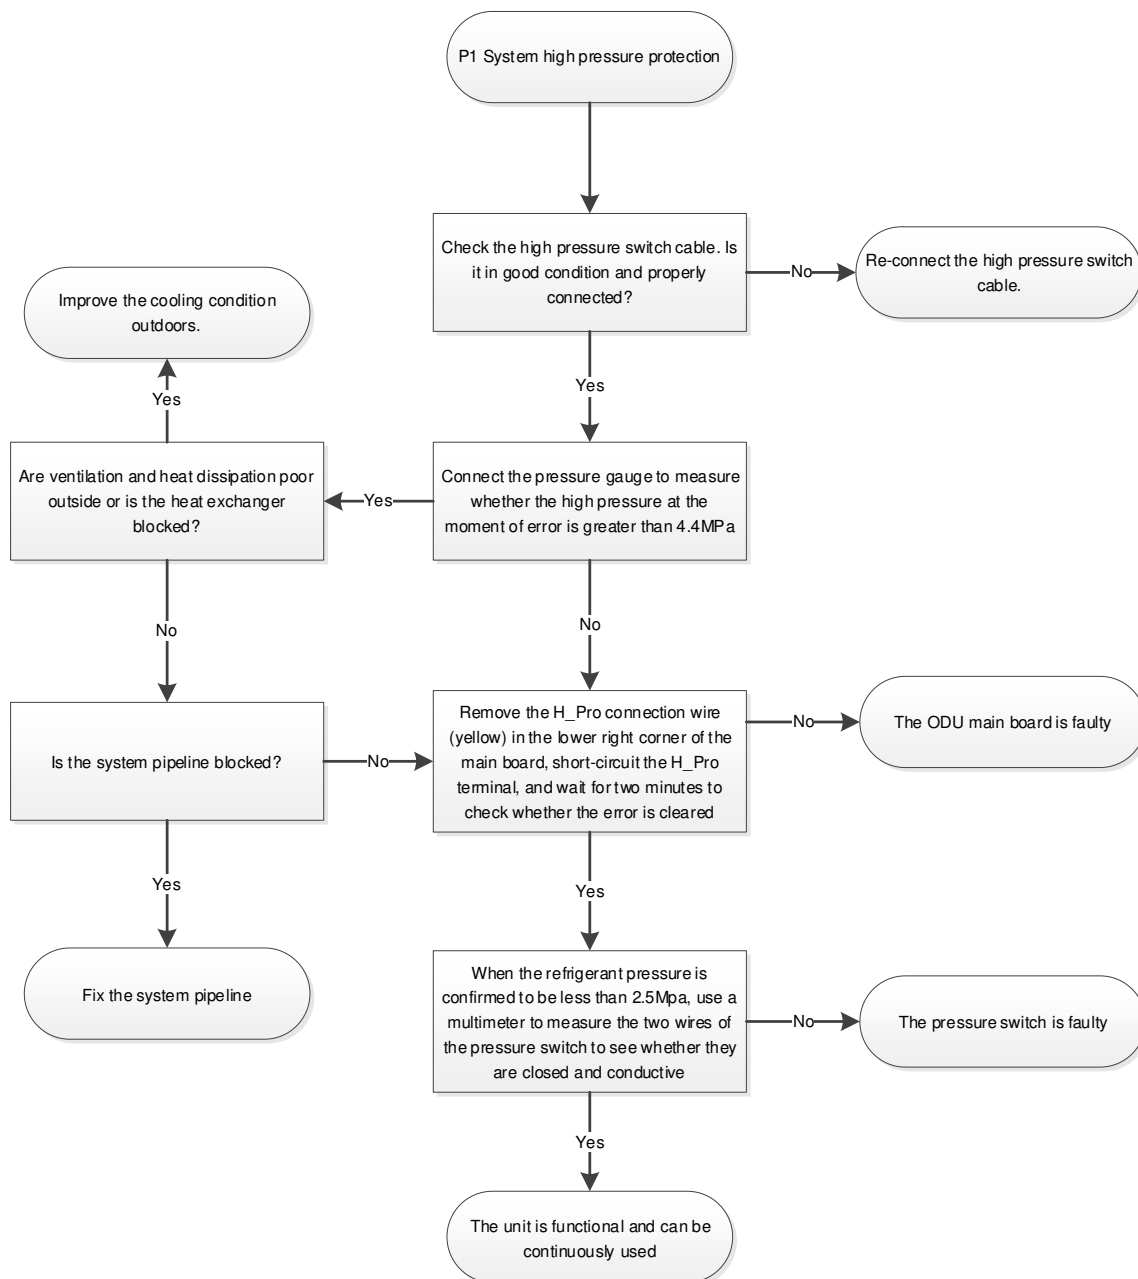 P1 System high pressure protection
Check the high pressure switch cable. Is
it in good condition and properly
connected?
No
Re-connect the high pressure switch
cable.
Improve the cooling condition
outdoors.
Yes
Yes
Are ventilation and heat dissipation poor
outside or is the heat exchanger
blocked?
Yes
Connect the pressure gauge to measure
whether the high pressure at the
moment of error is greater than 4.4MPa
No
No
Is the system pipeline blocked?
No
Remove the H_Pro connection wire
(yellow) in the lower right corner of the
main board, short-circuit the H_Pro
terminal, and wait for two minutes to
check whether the error is cleared
No
The ODU main board is faulty
Yes
Yes
Fix the system pipeline
When the refrigerant pressure is
confirmed to be less than 2.5Mpa, use a
multimeter to measure the two wires of
the pressure switch to see whether they
are closed and conductive
No
The pressure switch is faulty
Yes
The unit is functional and can be
continuously used